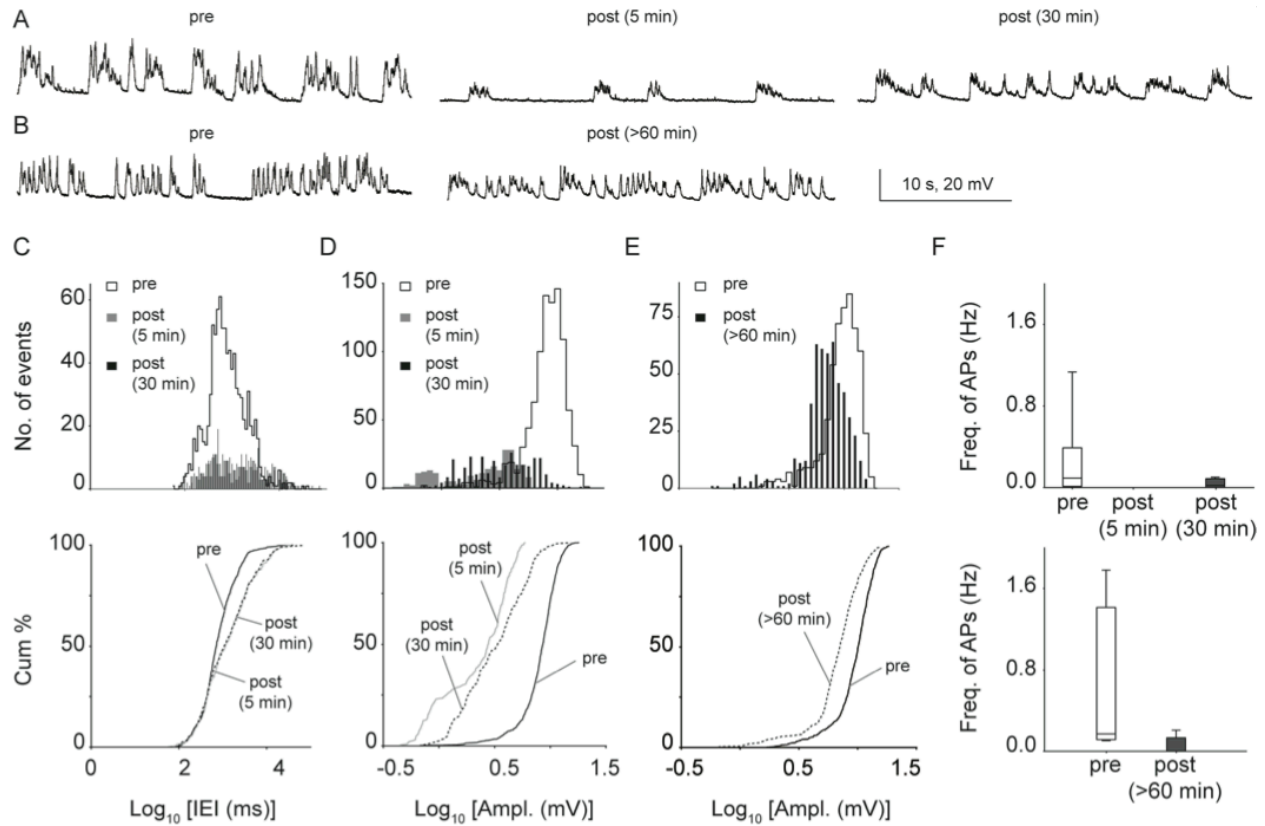 A
pre
post (5 min)
post (30 min)
B
pre
post (>60 min)
10 s, 20 mV
C
D
E
F
No. of events
60
40
20
0
pre
post
(5 min)
post
(30 min)
150
100
50
0
pre
post
(5 min)
post
(30 min)
75
50
25
0
pre
post
(>60 min)
Freq. of APs (Hz)
1.6
0.8
0.0
pre
post
(5 min)
post
(30 min)
Cum %
100
50
0
pre
post
(30 min)
post
(5 min)
0
2
4
Log10 [IEI (ms)]
100
50
0
post
(5 min)
post
(30 min)
pre
-0.5
0.5
1.5
Log10 [Ampl. (mV)]
100
50
0
post
(>60 min)
pre
-0.5
0.5
1.5
Log10 [Ampl. (mV)]
Freq. of APs (Hz)
1.6
0.8
0.0
pre
post
(>60 min)